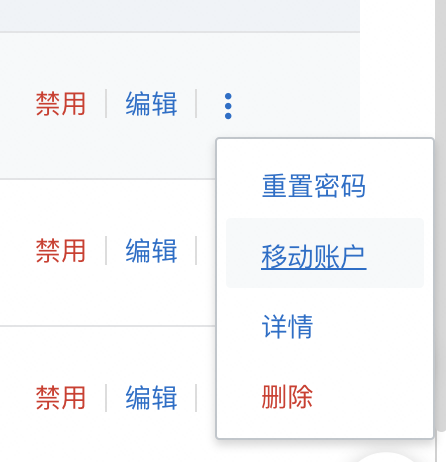 禁用 编辑
重置密码
移动账户
禁用 编辑
详情
禁用 编辑
删除